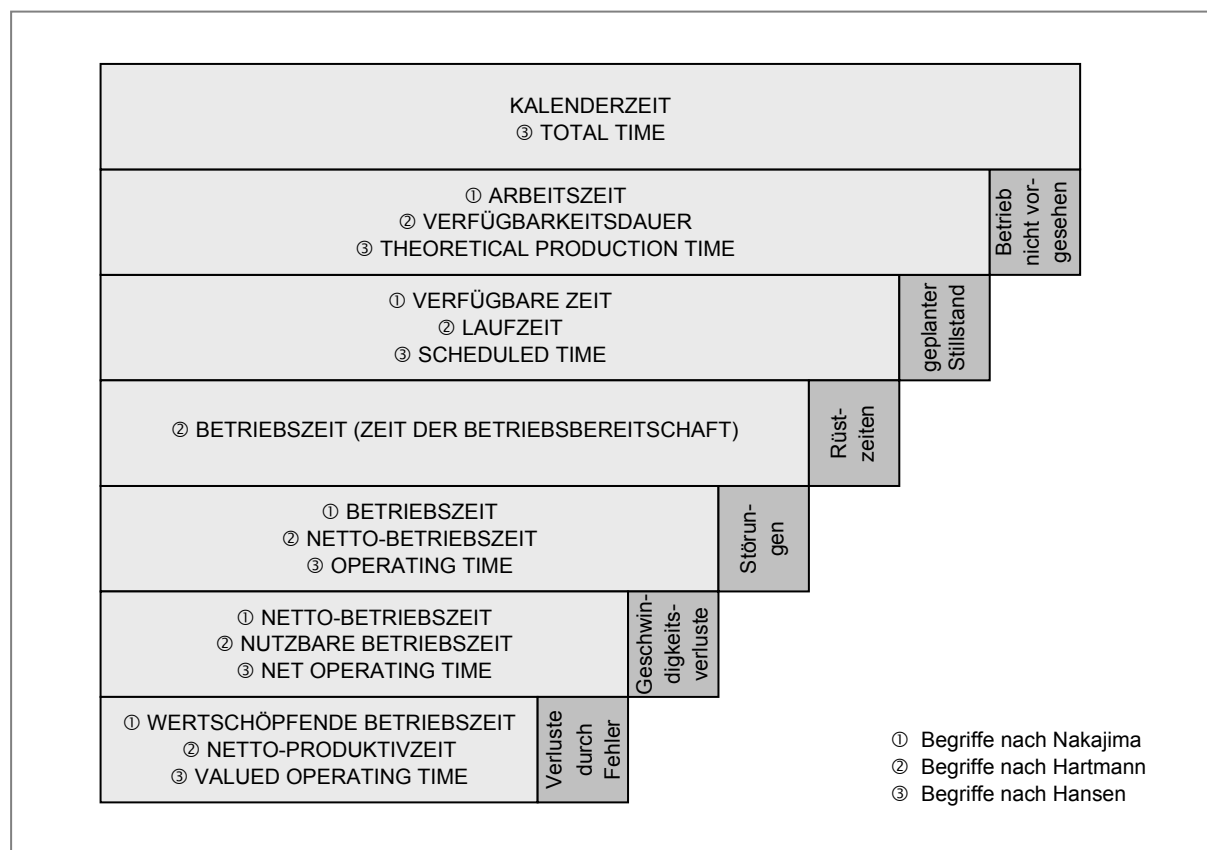 KALENDERZEIT
③ TOTAL TIME
① ARBEITSZEIT
② VERFÜGBARKEITSDAUER
③ THEORETICAL PRODUCTION TIME
Betrieb
nicht vor-
gesehen
① VERFÜGBARE ZEIT
② LAUFZEIT
③ SCHEDULED TIME
geplanter
Stillstand
② BETRIEBSZEIT (ZEIT DER BETRIEBSBEREITSCHAFT)
Rüst-
zeiten
① BETRIEBSZEIT
② NETTO-BETRIEBSZEIT
③ OPERATING TIME
Störun-
gen
① NETTO-BETRIEBSZEIT
② NUTZBARE BETRIEBSZEIT
③ NET OPERATING TIME
Geschwin-
digkeits-
verluste
① WERTSCHÖPFENDE BETRIEBSZEIT
② NETTO-PRODUKTIVZEIT
③ VALUED OPERATING TIME
Verluste
durch
Fehler
① Begriffe nach Nakajima
② Begriffe nach Hartmann
③ Begriffe nach Hansen